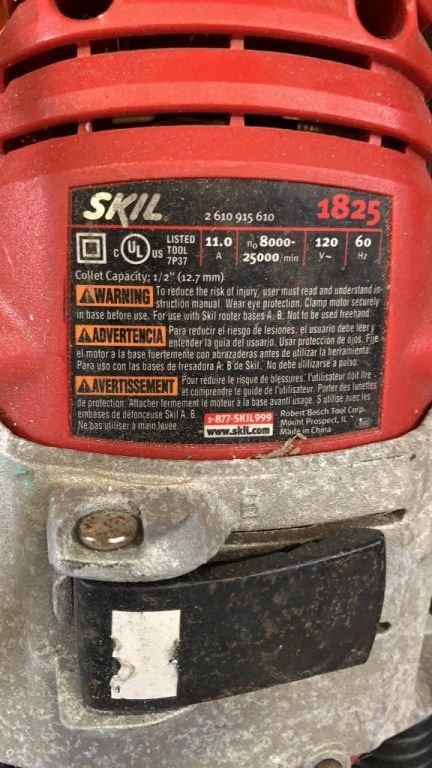 SKIL 2 610 915 610 1825
C UL US LISTED TOOL 7P37 11.0 A n₀ 8000-25000/min 120 V~ 60 Hz
Collet Capacity: 1/2" (12.7 mm)
WARNING To reduce the risk of injury, user must read and understand in-
struction manual. Wear eye protection. Clamp motor securely
in base before use. For use with Skil router bases A, B. Not to be used freehand.
ADVERTENCIA Para reducir el riesgo de lesiones, el usuario debe leer y
entender la guía del usuario. Usar protección de ojos. Fije
el motor a la base fuertemente con abrazaderas antes de utilizar la herramienta.
Para uso con las bases de fresadora A; B de Skil. No debe utilizarse a pulso.
AVERTISSEMENT Pour réduire le risque de blessures, l'utilisateur doit lire
et comprendre le guide de l'utilisateur. Porter des lunettes
de protection. Attacher fermement le moteur à la base avant usage. S'utilise avec les
embases de défonceuse Skil A, B.
Ne pas utiliser à main levée.
1-877-SKIL999
www.skil.com
Robert Bosch Tool Corp.
Mount Prospect, IL
Made in China